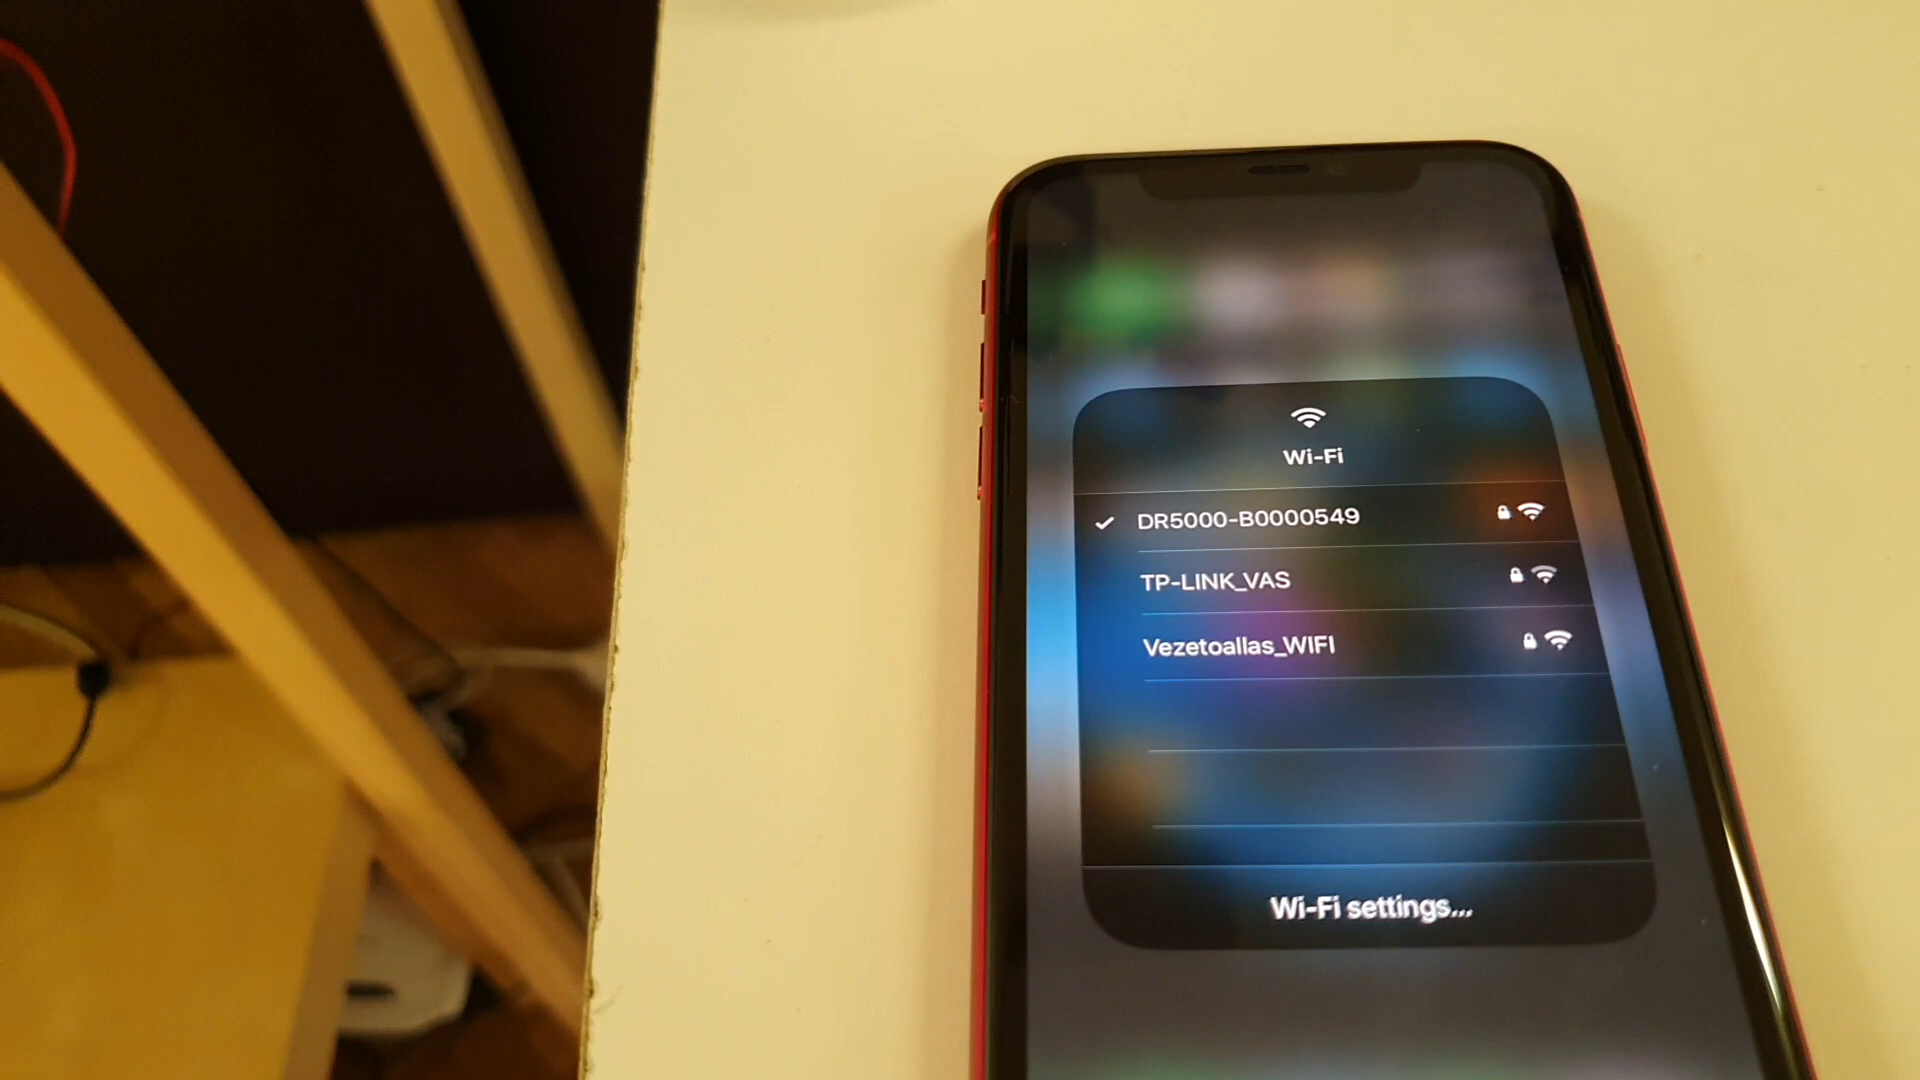 Wi-Fi
DR5000-B0000549
TP-LINK_VAS
Vezetoallas_WIFI
Wi-Fi settings...